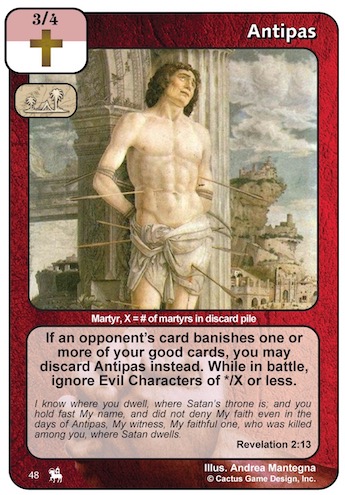 3/4
Antipas
Martyr, X = # of martyrs in discard pile
If an opponent's card banishes one or
more of your good cards, you may
discard Antipas instead. While in battle,
ignore Evil Characters of */X or less.
I know where you dwell, where Satan's throne is; and you
hold fast My name, and did not deny My faith even in the
days of Antipas, My witness, My faithful one, who was killed
among you, where Satan dwells.
Revelation 2:13
48
Illus. Andrea Mantegna
© Cactus Game Design, Inc.